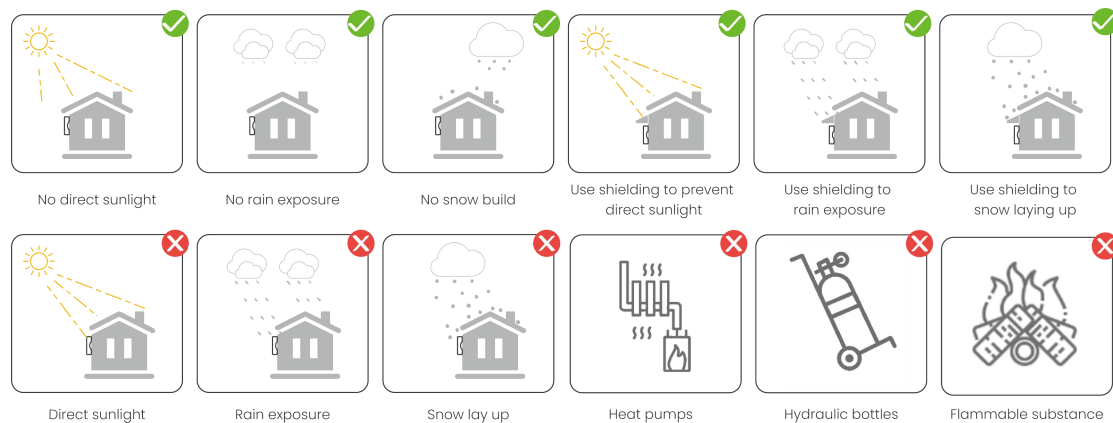 No direct sunlight
No rain exposure
No snow build
Use shielding to prevent
direct sunlight
Use shielding to
rain exposure
Use shielding to
snow laying up
Direct sunlight
Rain exposure
Snow lay up
Heat pumps
Hydraulic bottles
Flammable substance